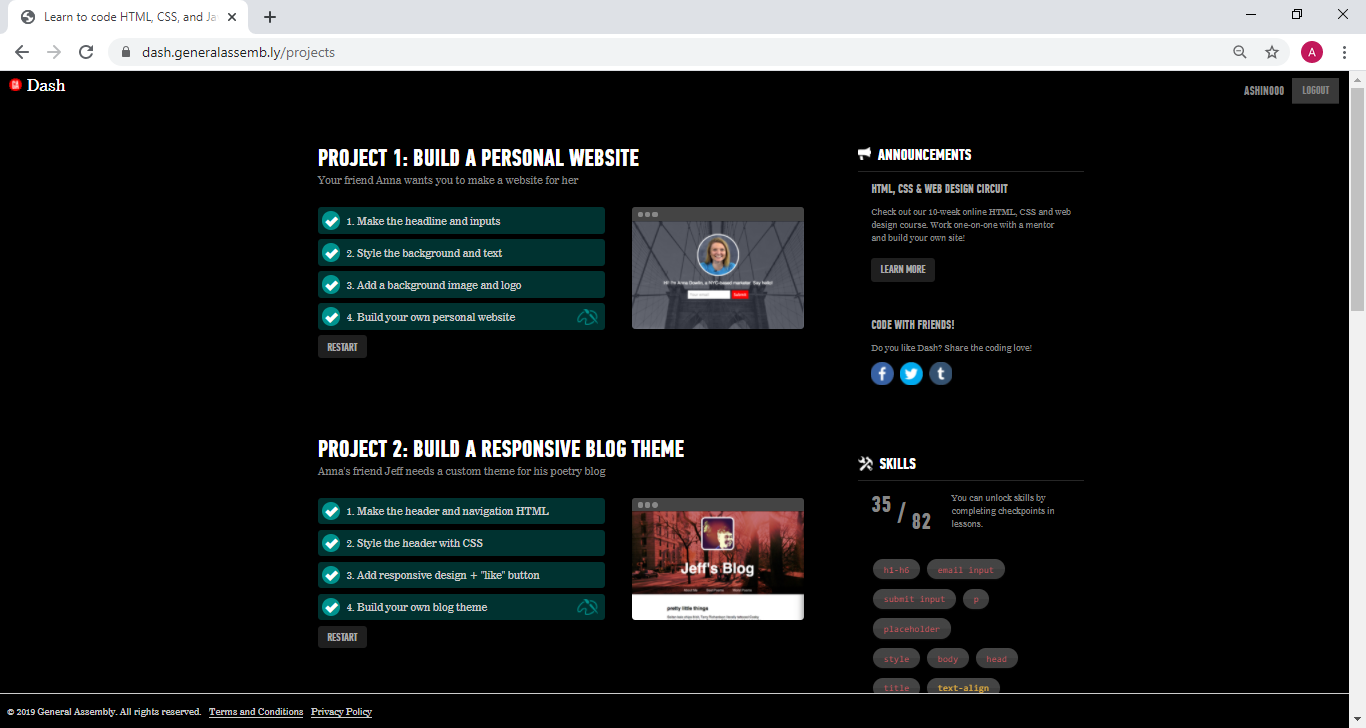 Learn to code HTML, CSS, and Ja
dash.generalassemb.ly/projects
A
GA Dash
ASHIN000
LOGOUT
PROJECT 1: BUILD A PERSONAL WEBSITE
Your friend Anna wants you to make a website for her
1. Make the headline and inputs
2. Style the background and text
3. Add a background image and logo
4. Build your own personal website
RESTART
Submit
PROJECT 2: BUILD A RESPONSIVE BLOG THEME
Anna's friend Jeff needs a custom theme for his poetry blog
1. Make the header and navigation HTML
2. Style the header with CSS
3. Add responsive design + "like" button
4. Build your own blog theme
RESTART
Jeff's Blog
pretty little things
ANNOUNCEMENTS
HTML, CSS & WEB DESIGN CIRCUIT
Check out our 10-week online HTML, CSS and web
design course. Work one-on-one with a mentor
and build your own site!
LEARN MORE
CODE WITH FRIENDS!
Do you like Dash? Share the coding love!
f t
SKILLS
35 / 82
You can unlock skills by
completing checkpoints in
lessons.
h1-h6 email input
submit input p
placeholder
style body head
title text-align
© 2019 General Assembly. All rights reserved. Terms and Conditions Privacy Policy